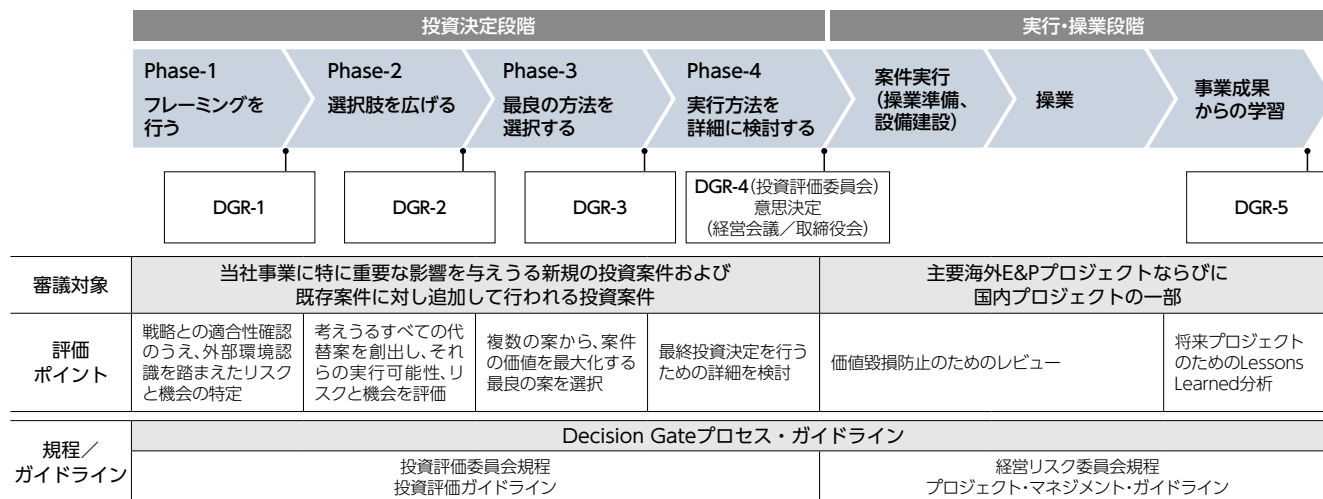 投資決定段階
実行・操業段階
Phase-1
フレーミングを
行う
Phase-2
選択肢を広げる
Phase-3
最良の方法を
選択する
Phase-4
実行方法を
詳細に検討する
案件実行
(操業準備、
設備建設)
操業
事業成果
からの学習
DGR-1
DGR-2
DGR-3
DGR-4(投資評価委員会)
意思決定
(経営会議／取締役会)
DGR-5
審議対象
当社事業に特に重要な影響を与えうる新規の投資案件および
既存案件に対し追加して行われる投資案件
主要海外E&Pプロジェクトならびに
国内プロジェクトの一部
評価
ポイント
戦略との適合性確認
のうえ、外部環境認
識を踏まえたリスク
と機会の特定
考えうるすべての代
替案を創出し、それ
らの実行可能性、リ
スクと機会を評価
複数の案から、案件
の価値を最大化する
最良の案を選択
最終投資決定を行う
ための詳細を検討
価値毀損防止のためのレビュー
将来プロジェクト
のためのLessons
Learned分析
規程／
ガイドライン
Decision Gateプロセス・ガイドライン
投資評価委員会規程
投資評価ガイドライン
経営リスク委員会規程
プロジェクト・マネジメント・ガイドライン